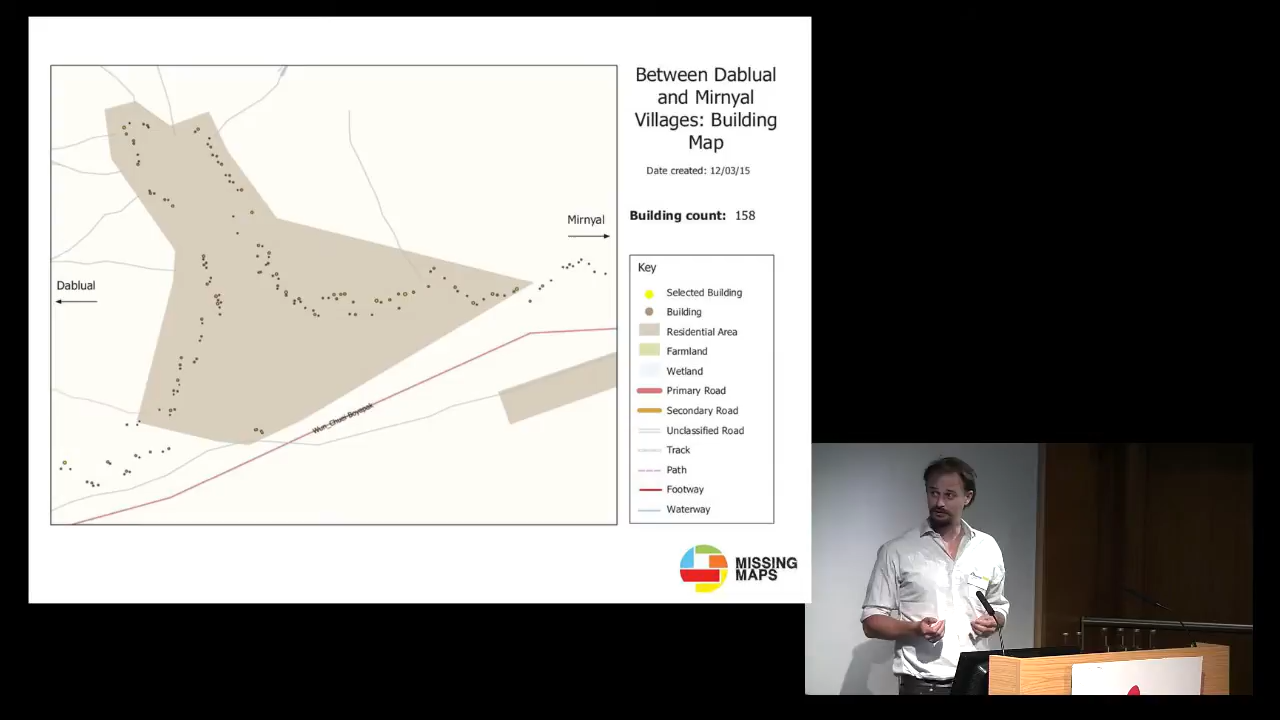 Between Dablual
and Mirnyal
Villages: Building
Map
Date created: 12/03/15
Building count: 158
Mirnyal
Dablual
Key
Selected Building
Building
Residential Area
Farmland
Wetland
Primary Road
Secondary Road
Unclassified Road
Track
Path
Footway
Waterway
MISSING
MAPS